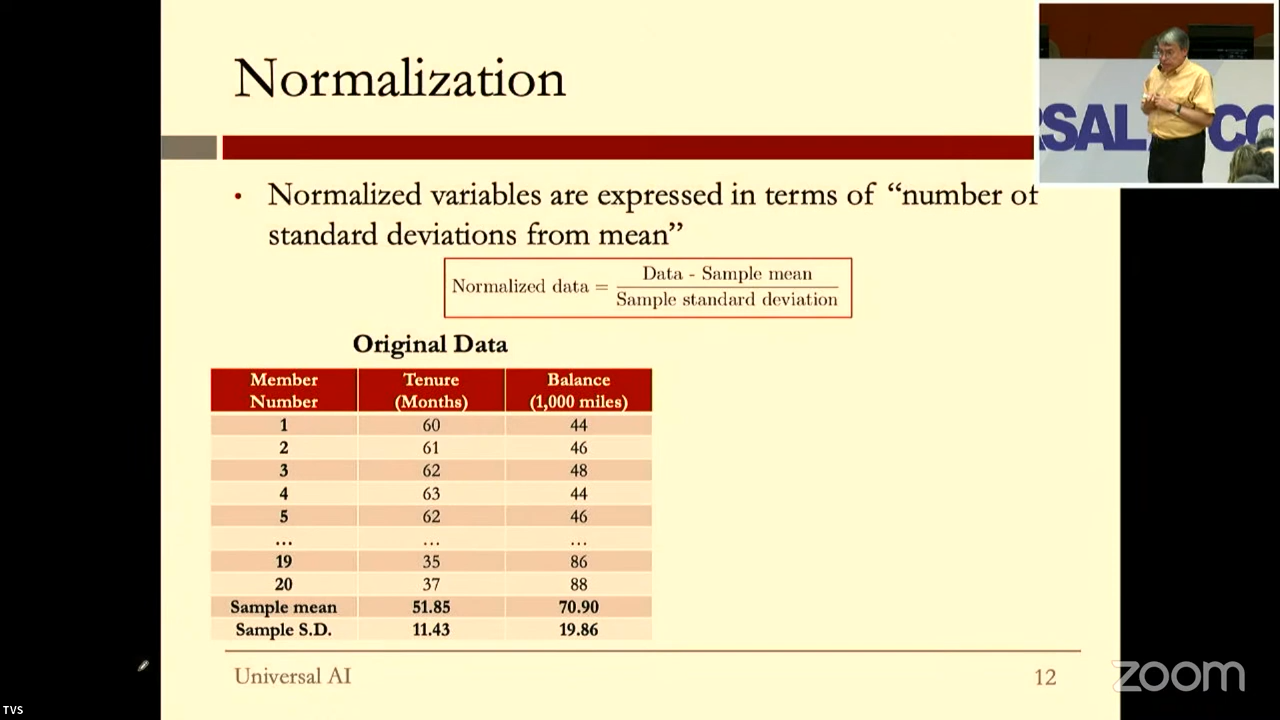 Normalization
RSAL
CO
• Normalized variables are expressed in terms of “number of
standard deviations from mean”
Normalized data = Data - Sample mean
Sample standard deviation
Original Data
Member Number Tenure (Months) Balance (1,000 miles)
1 60 44
2 61 46
3 62 48
4 63 44
5 62 46
... ... ...
19 35 86
20 37 88
Sample mean 51.85 70.90
Sample S.D. 11.43 19.86
Universal AI
12
zoom
TVS